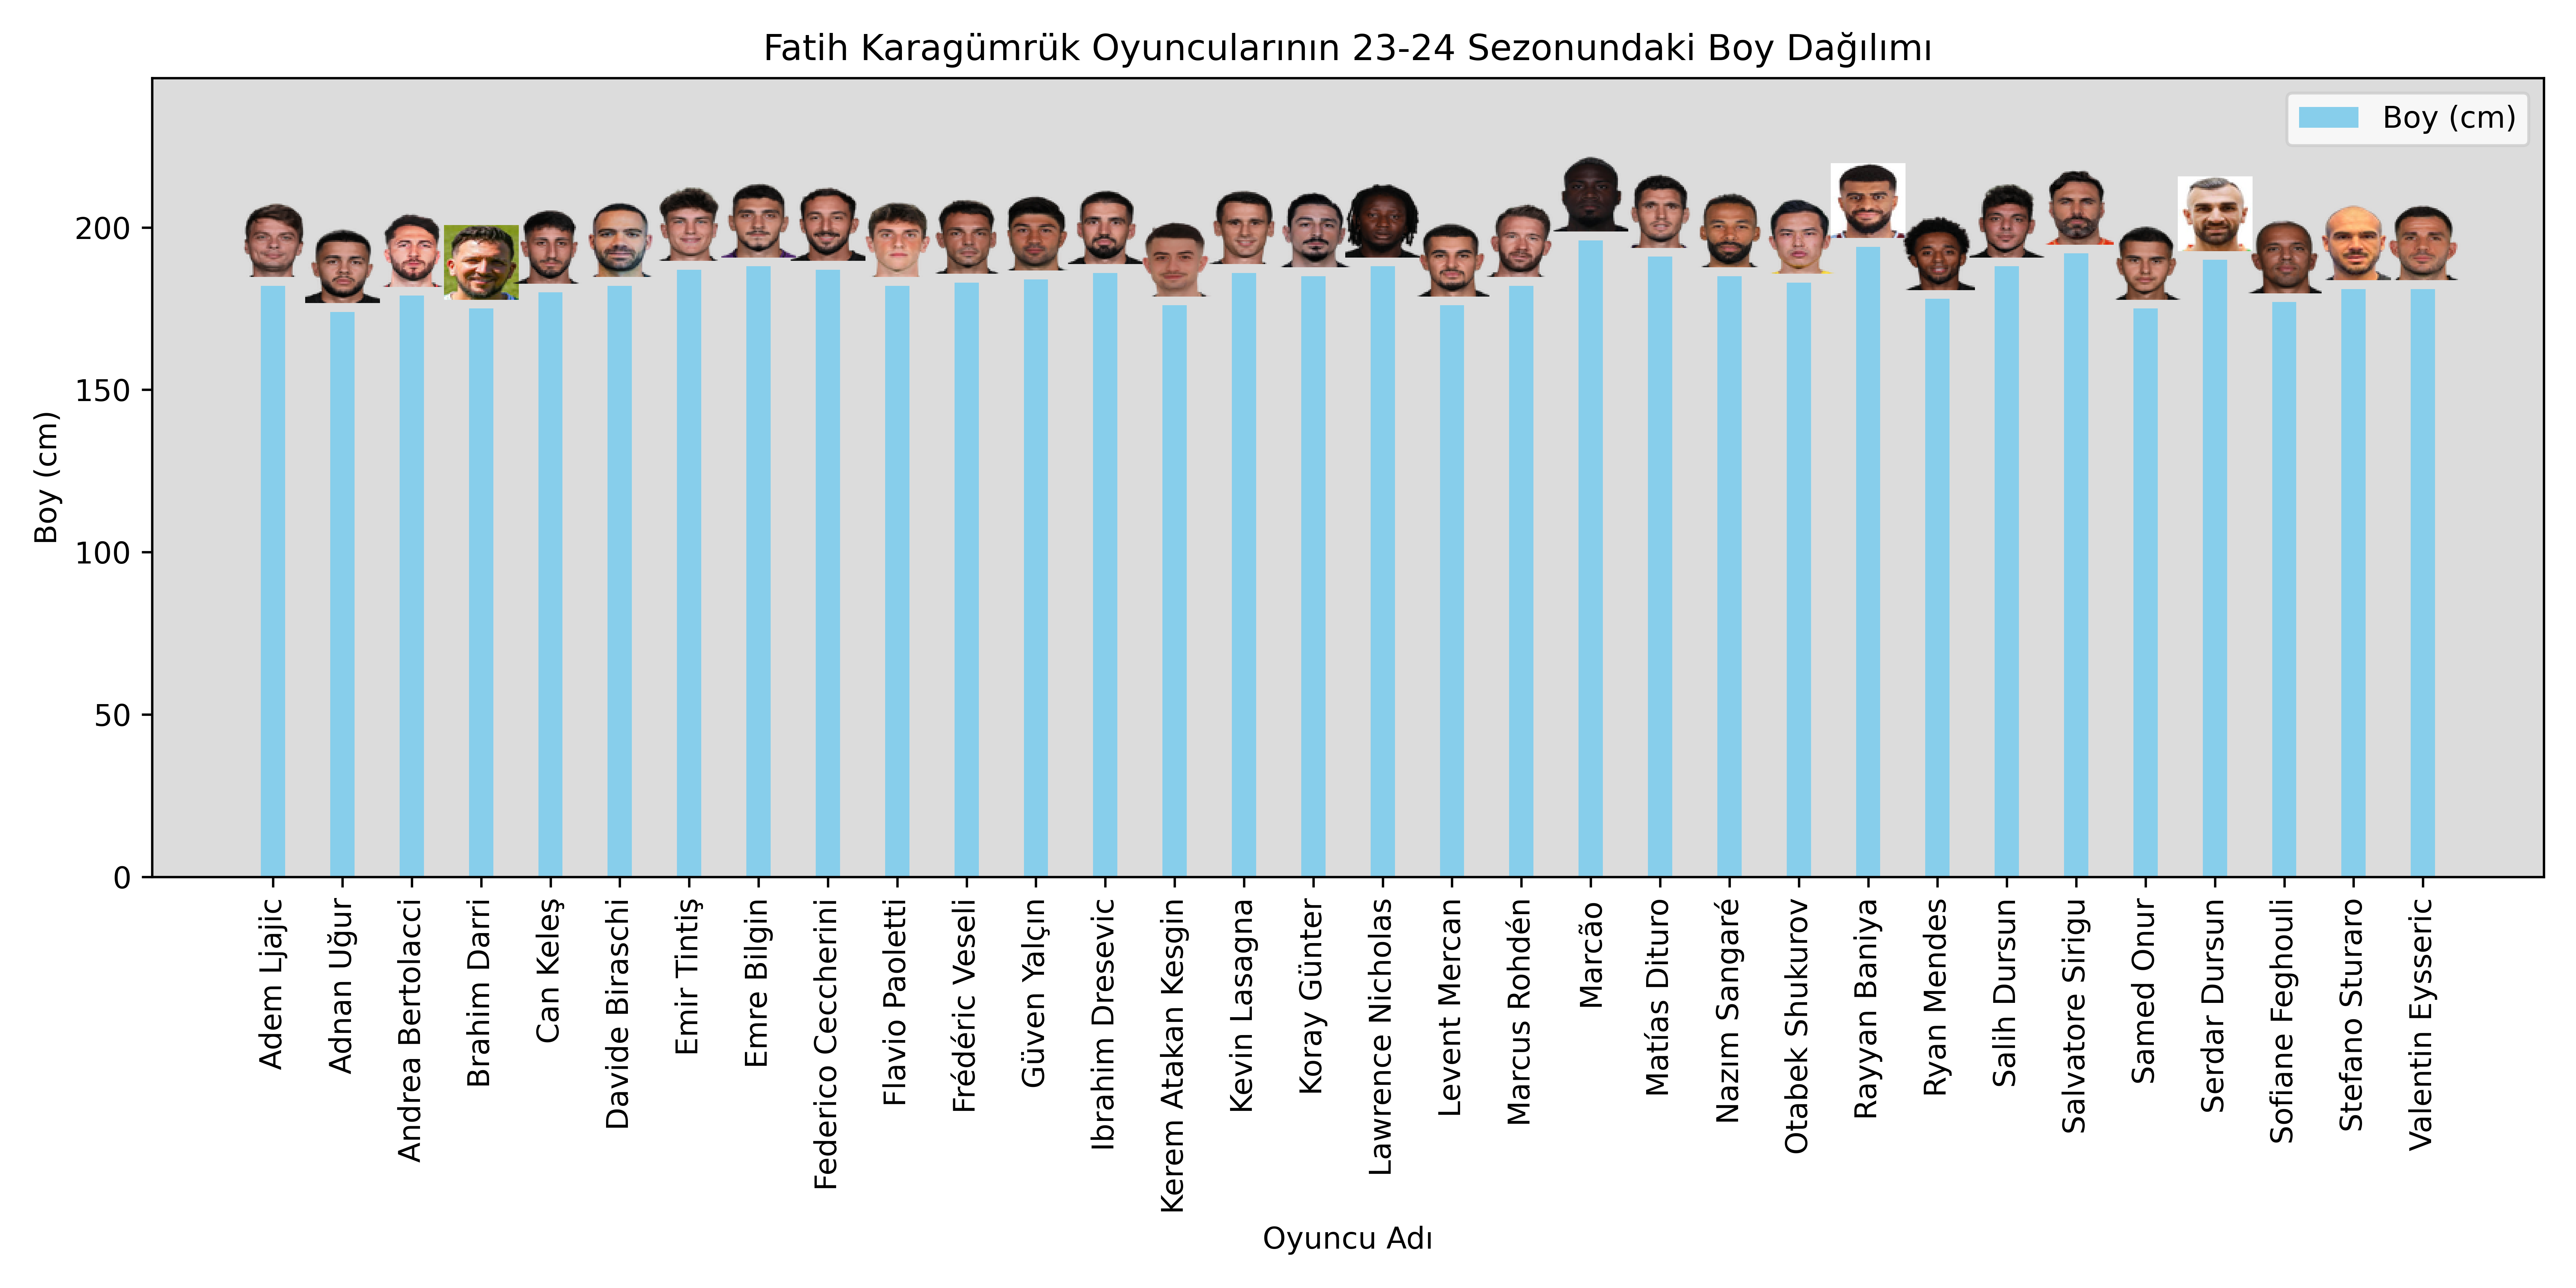 Fatih Karagümrük Oyuncularının 23-24 Sezonundaki Boy Dağılımı
Boy (cm)
Boy (cm)
200
150
100
50
0
Adem Ljajic
Adnan Uğur
Andrea Bertolacci
Brahim Darri
Can Keleş
Davide Biraschi
Emir Tintiş
Emre Bilgin
Federico Ceccherini
Flavio Paoletti
Frédéric Veseli
Güven Yalçın
Ibrahim Dresevic
Kerem Atakan Kesgin
Kevin Lasagna
Koray Günter
Lawrence Nicholas
Levent Mercan
Marcus Rohdén
Marcão
Matías Dituro
Nazım Sangaré
Otabek Shukurov
Rayyan Baniya
Ryan Mendes
Salih Dursun
Salvatore Sirigu
Samed Onur
Serdar Dursun
Sofiane Feghouli
Stefano Sturaro
Valentin Eysseric
Oyuncu Adı